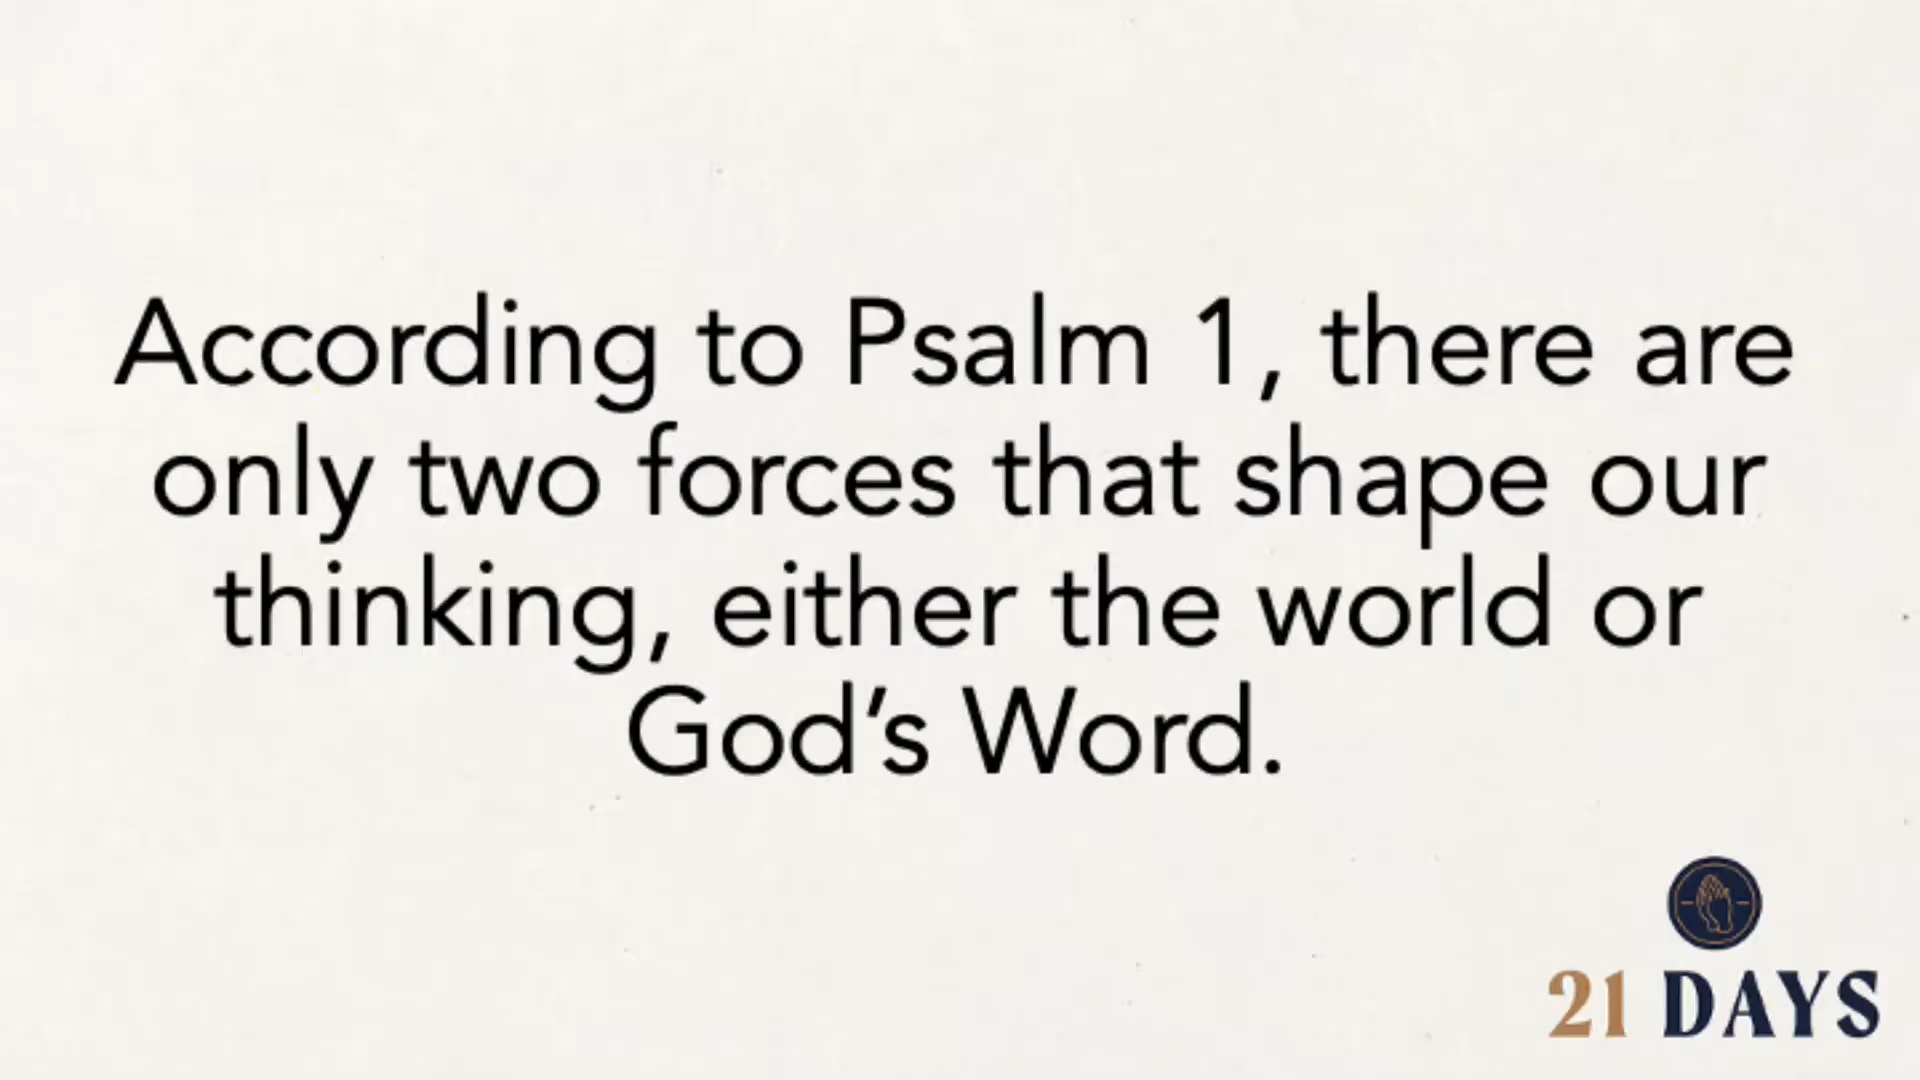 According to Psalm 1, there are
only two forces that shape our
thinking, either the world or
God’s Word.
21 DAYS